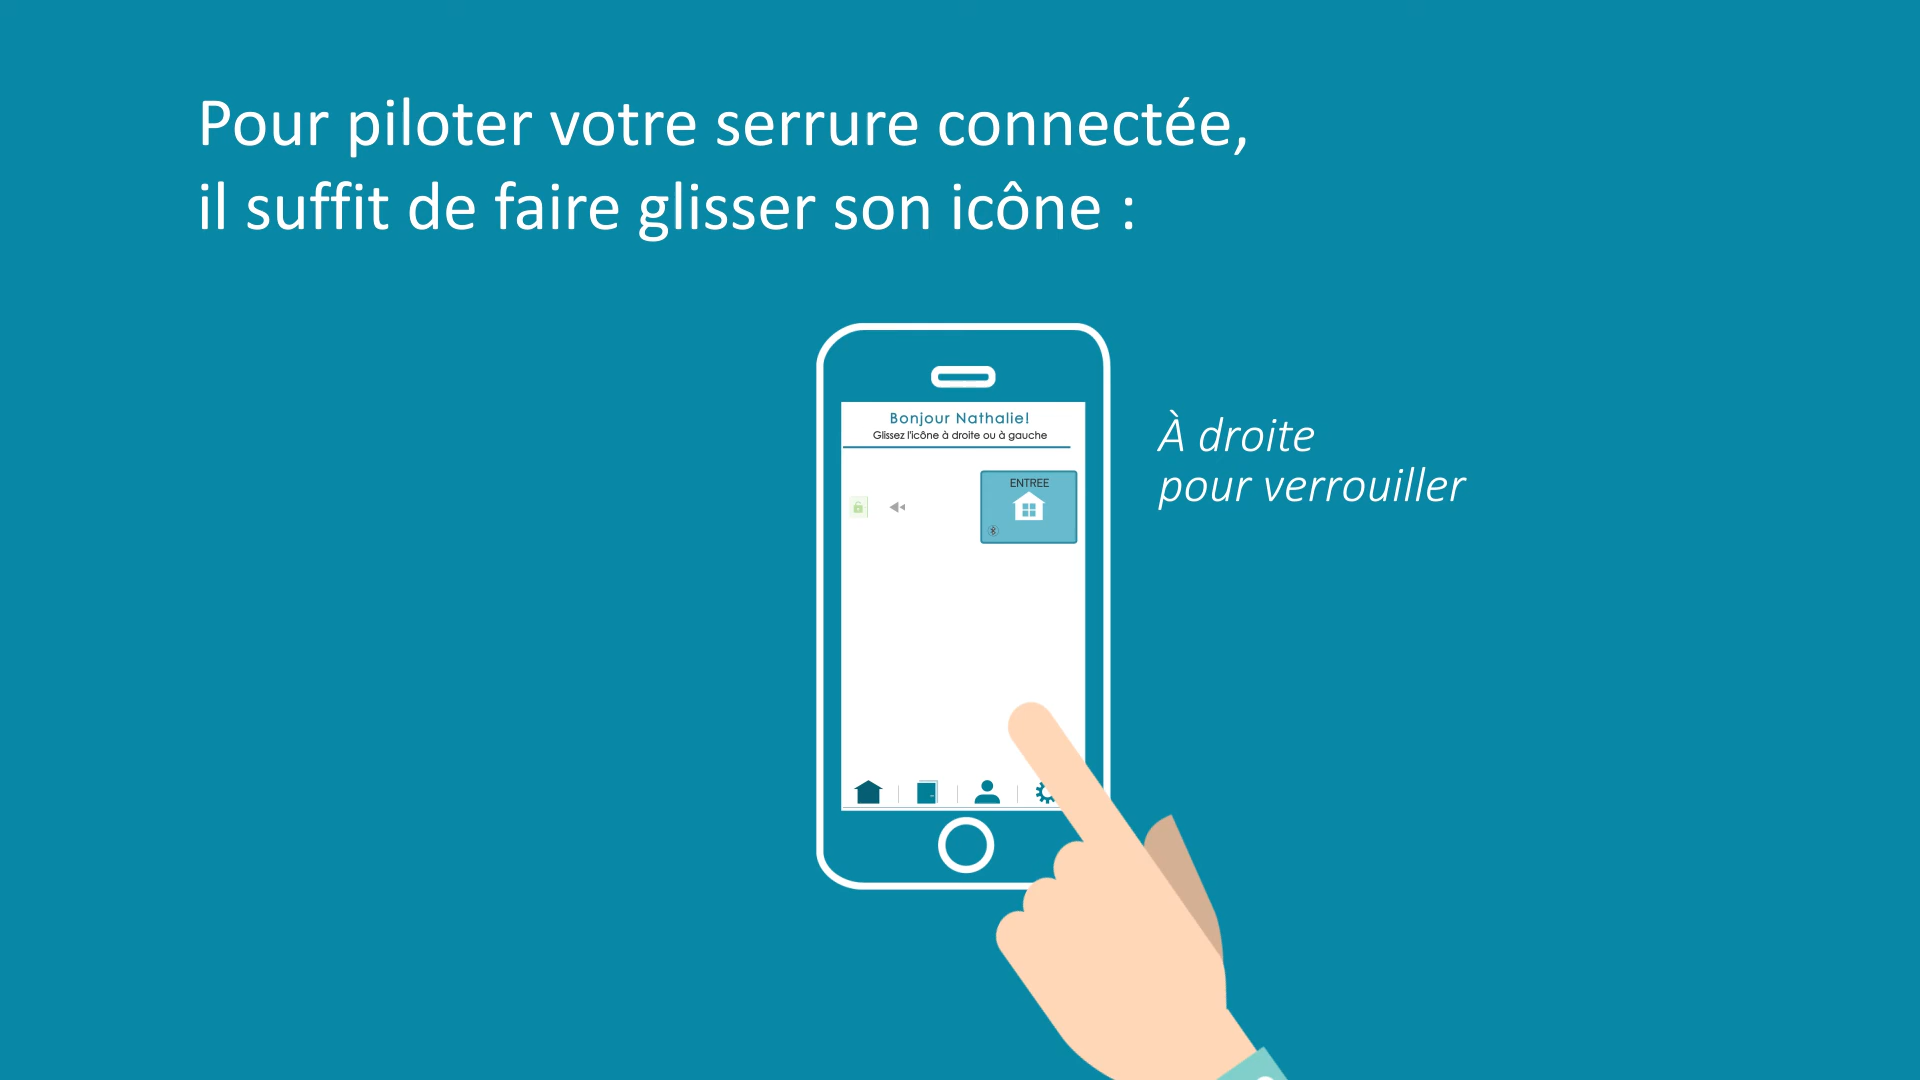 Pour piloter votre serrure connectée,
il suffit de faire glisser son icône :
Bonjour Nathalie!
Glissez l'icône à droite ou à gauche
ENTREE
À droite
pour verrouiller